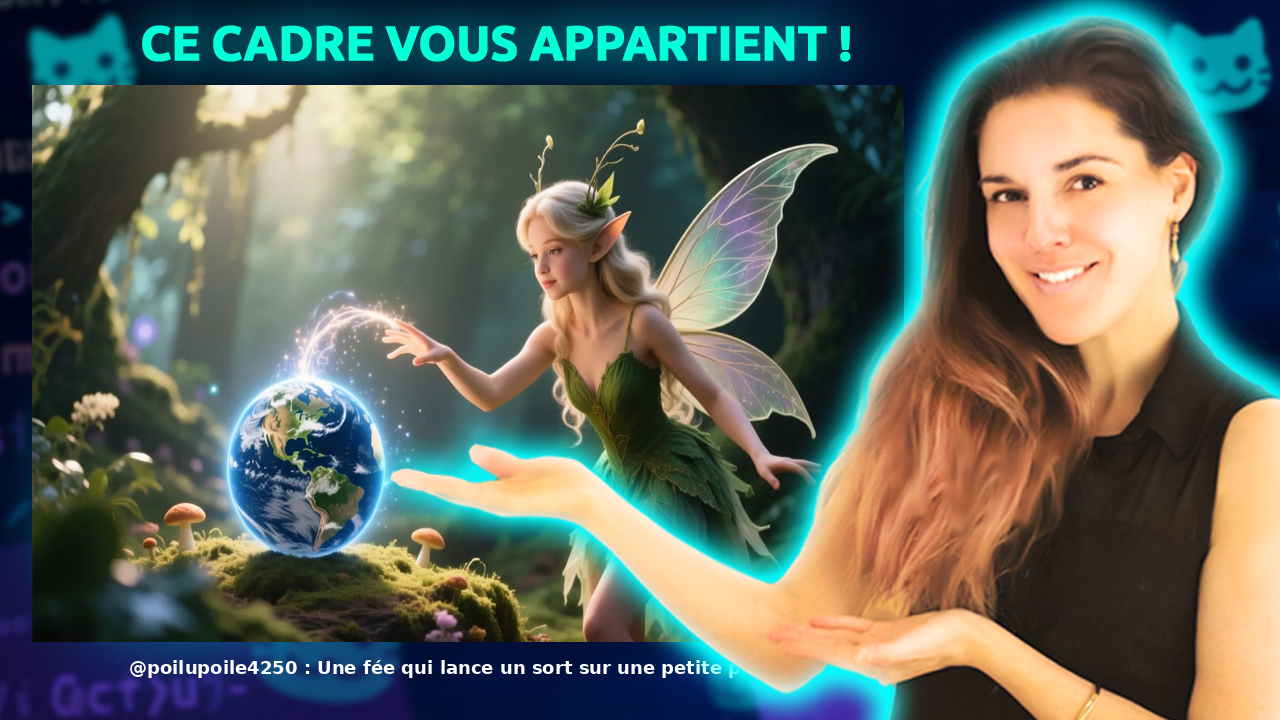 CE CADRE VOUS APPARTIENT !
@poilupoile4250 : Une fée qui lance un sort sur une petite